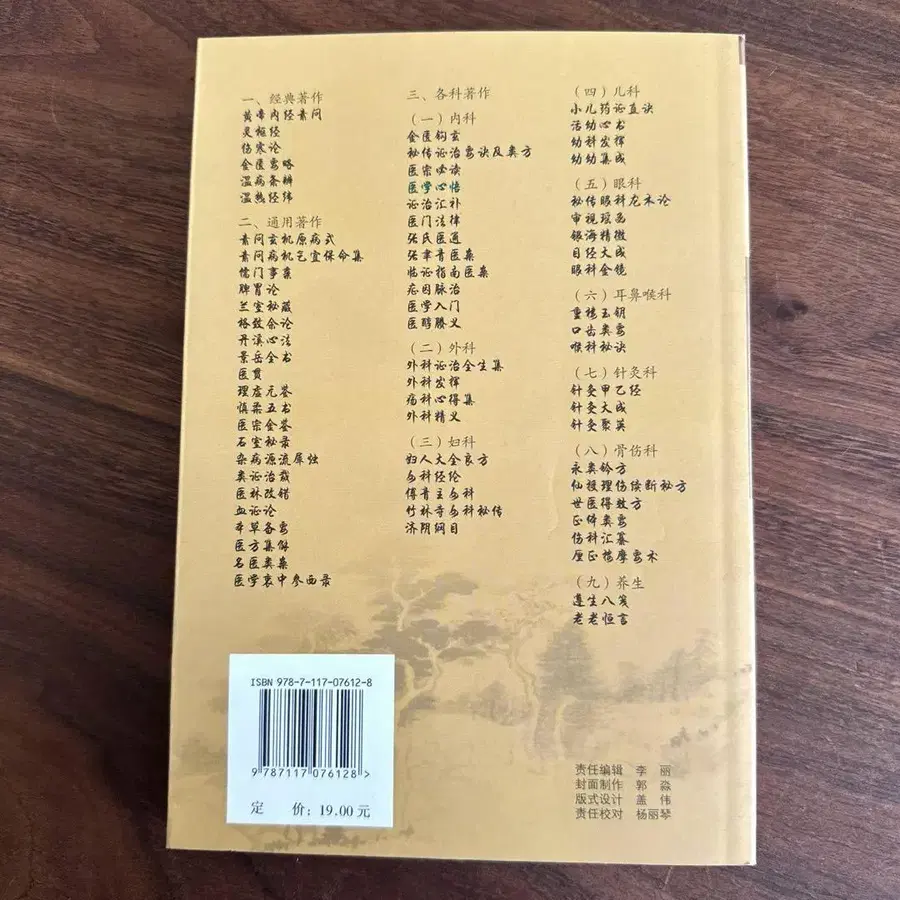 一、经典著作
黄帝内经素问
灵枢经
伤寒论
金匮要略
温病条辨
温热经纬
二、通用著作
素问玄机原病式
素问病机气宜保命集
儒门事亲
脾胃论
兰室秘藏
格致余论
丹溪心法
景岳全书
医贯
理虚元鉴
慎柔五书
医宗金鉴
石室秘录
杂病源流犀烛
类证治裁
医林改错
血证论
本草备要
医方集解
名医类案
医学衷中参西录
三、各科著作
（一）内科
金匮钩玄
秘传证治要诀及类方
医宗必读
医学心悟
证治汇补
医门法律
张氏医通
张聿青医案
临证指南医案
症因脉治
医学入门
医醇賸义
（二）外科
外科证治全生集
外科发挥
疡科心得集
外科精义
（三）妇科
妇人大全良方
女科经纶
傅青主女科
竹林寺女科秘传
济阴纲目
（四）儿科
小儿药证直诀
活幼心书
幼科发挥
幼幼集成
（五）眼科
秘传眼科龙木论
审视瑶函
银海精微
目经大成
眼科金镜
（六）耳鼻喉科
重楼玉钥
口齿类要
喉科秘诀
（七）针灸科
针灸甲乙经
针灸大成
针灸聚英
（八）骨伤科
永类钤方
仙授理伤续断秘方
世医得效方
正体类要
伤科汇纂
厘正按摩要术
（九）养生
遵生八笺
老老恒言
ISBN 978-7-117-07612-8
9 787117 076128 >
定 价：19.00 元
责任编辑 李 丽
封面制作 郭 淼
版式设计 盖 伟
责任校对 杨丽琴